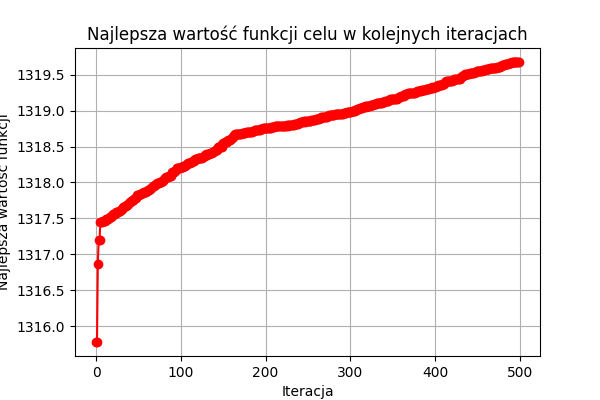 Najlepsza wartość funkcji celu w kolejnych iteracjach
Najlepsza wartość funkcji
1319.5
1319.0
1318.5
1318.0
1317.5
1317.0
1316.5
1316.0
0 100 200 300 400 500
Iteracja